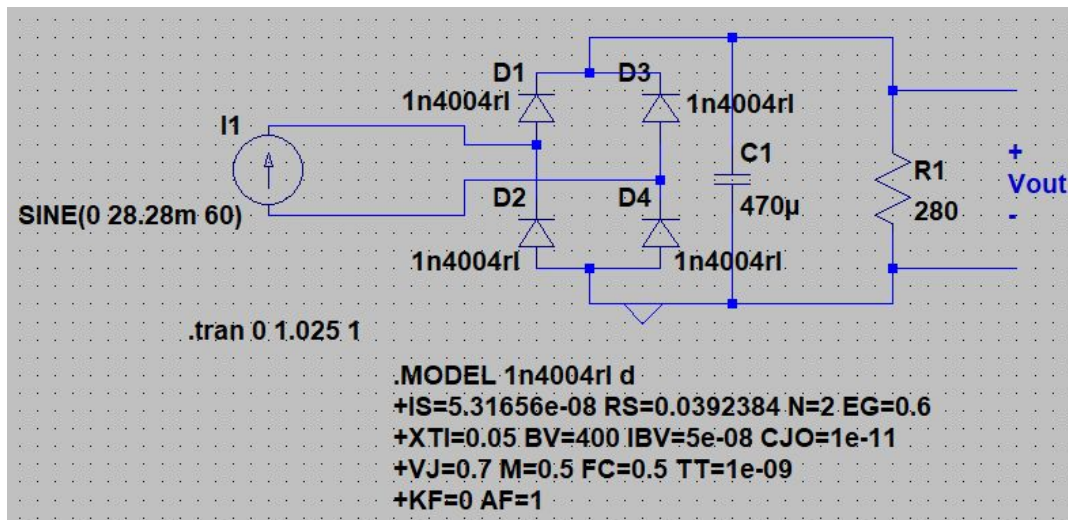 D1
D3
1n4004rl
1n4004rl
I1
C1
+
R1
Vout
SINE(0 28.28m 60)
D2
D4
470µ
280
-
1n4004rl
1n4004rl
.tran 0 1.025 1
.MODEL 1n4004rl d
+IS=5.31656e-08 RS=0.0392384 N=2 EG=0.6
+XTI=0.05 BV=400 IBV=5e-08 CJO=1e-11
+VJ=0.7 M=0.5 FC=0.5 TT=1e-09
+KF=0 AF=1